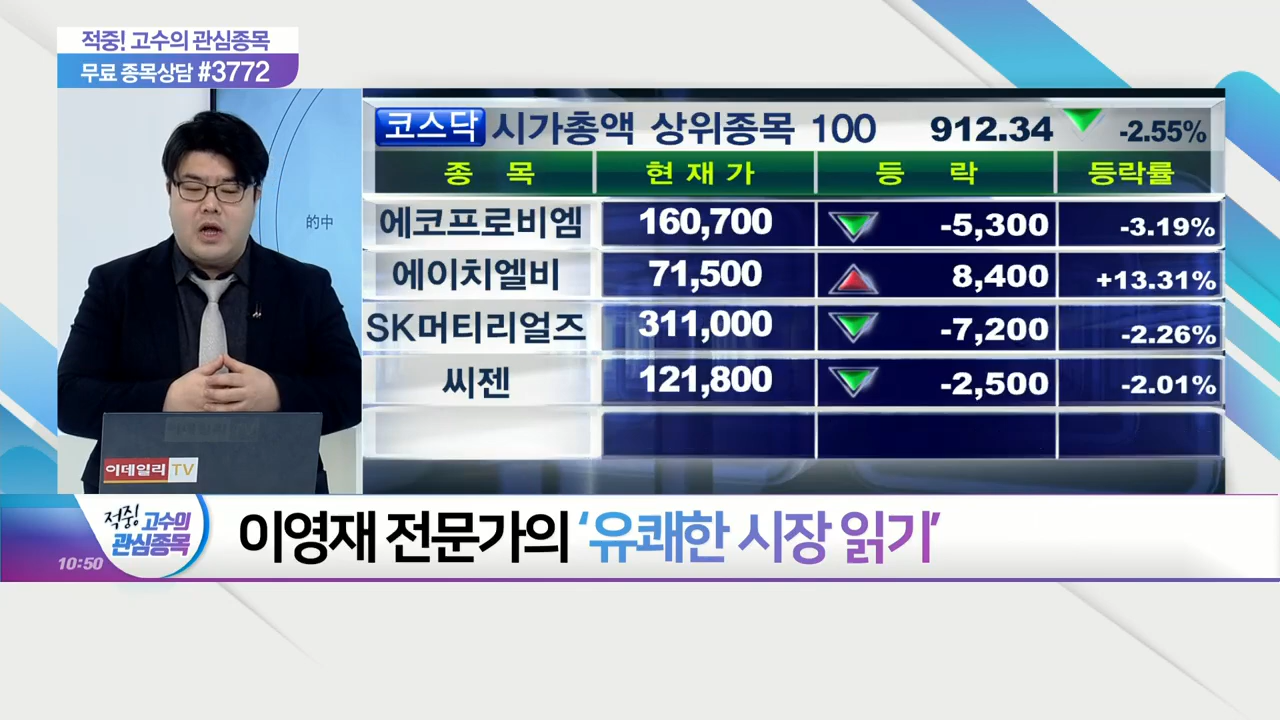 적중! 고수의 관심종목
무료 종목상담 #3772
的中
코스닥 시가총액 상위종목 100 912.34 -2.55%
종 목 현 재 가 등 락 등락률
에코프로비엠 160,700 -5,300 -3.19%
에이치엘비 71,500 8,400 +13.31%
SK머티리얼즈 311,000 -7,200 -2.26%
씨젠 121,800 -2,500 -2.01%
이데일리 TV
적중! 고수의
관심종목
10:50
이영재 전문가의 ‘유쾌한 시장 읽기’